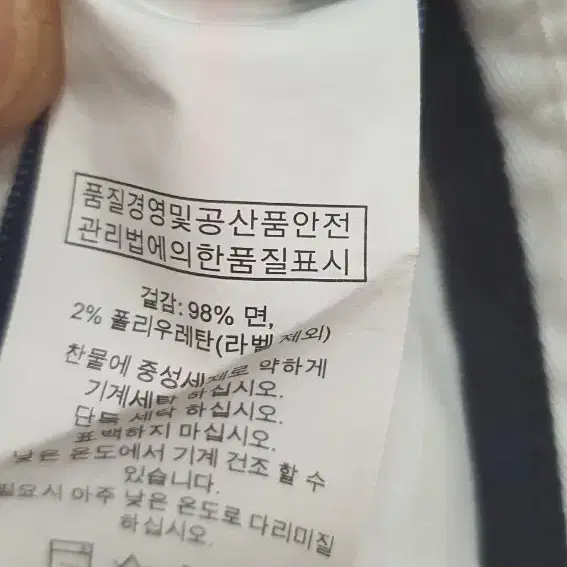 품질경영및공산품안전
관리법에의한품질표시
겉감: 98% 면,
2% 폴리우레탄(라벨 제외)
찬물에 중성세제로 약하게
기계세탁 하십시오.
단독 세탁 하십시오.
표백하지 마십시오.
낮은 온도에서 기계 건조 할 수
있습니다.
필요시 아주 낮은 온도로 다리미질
하십시오.